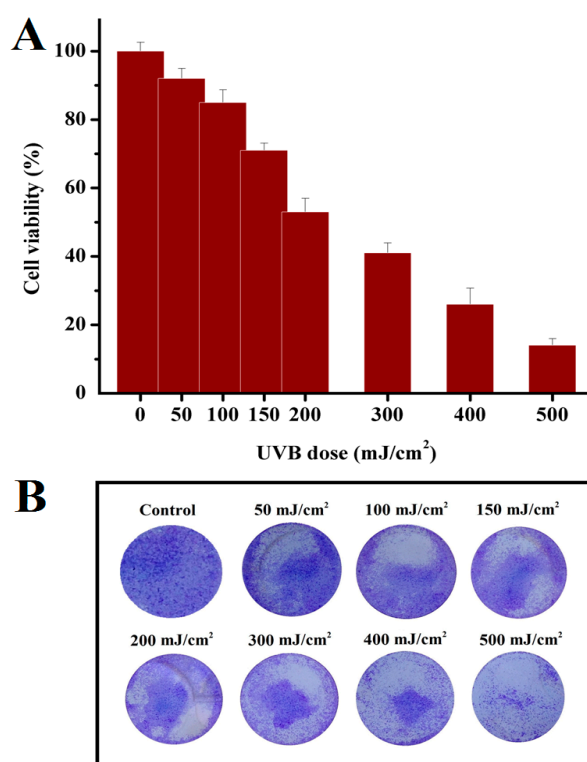 A
Cell viability (%)
100
80
60
40
20
0
0 50 100 150 200 300 400 500
UVB dose (mJ/cm²)
B
Control 50 mJ/cm² 100 mJ/cm² 150 mJ/cm²
200 mJ/cm² 300 mJ/cm² 400 mJ/cm² 500 mJ/cm²